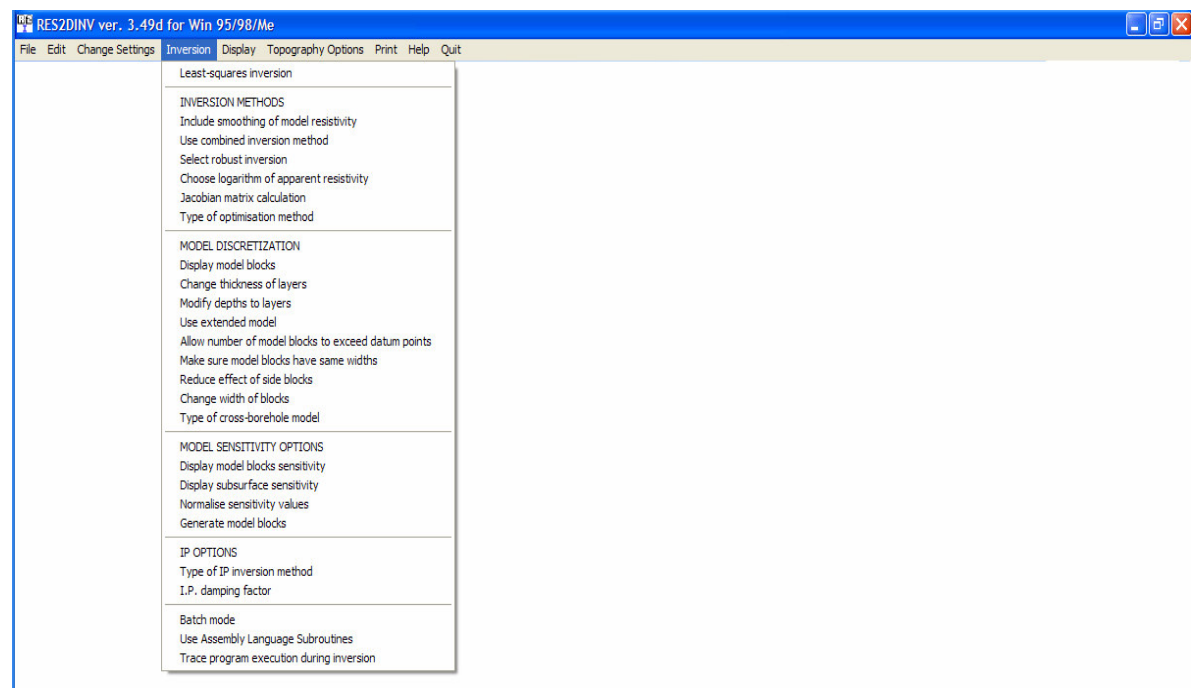 RES2DINV ver. 3.49d for Win 95/98/Me
File Edit Change Settings Inversion Display Topography Options Print Help Quit
Least-squares inversion
INVERSION METHODS
Include smoothing of model resistivity
Use combined inversion method
Select robust inversion
Choose logarithm of apparent resistivity
Jacobian matrix calculation
Type of optimisation method
MODEL DISCRETIZATION
Display model blocks
Change thickness of layers
Modify depths to layers
Use extended model
Allow number of model blocks to exceed datum points
Make sure model blocks have same widths
Reduce effect of side blocks
Change width of blocks
Type of cross-borehole model
MODEL SENSITIVITY OPTIONS
Display model blocks sensitivity
Display subsurface sensitivity
Normalise sensitivity values
Generate model blocks
IP OPTIONS
Type of IP inversion method
I.P. damping factor
Batch mode
Use Assembly Language Subroutines
Trace program execution during inversion